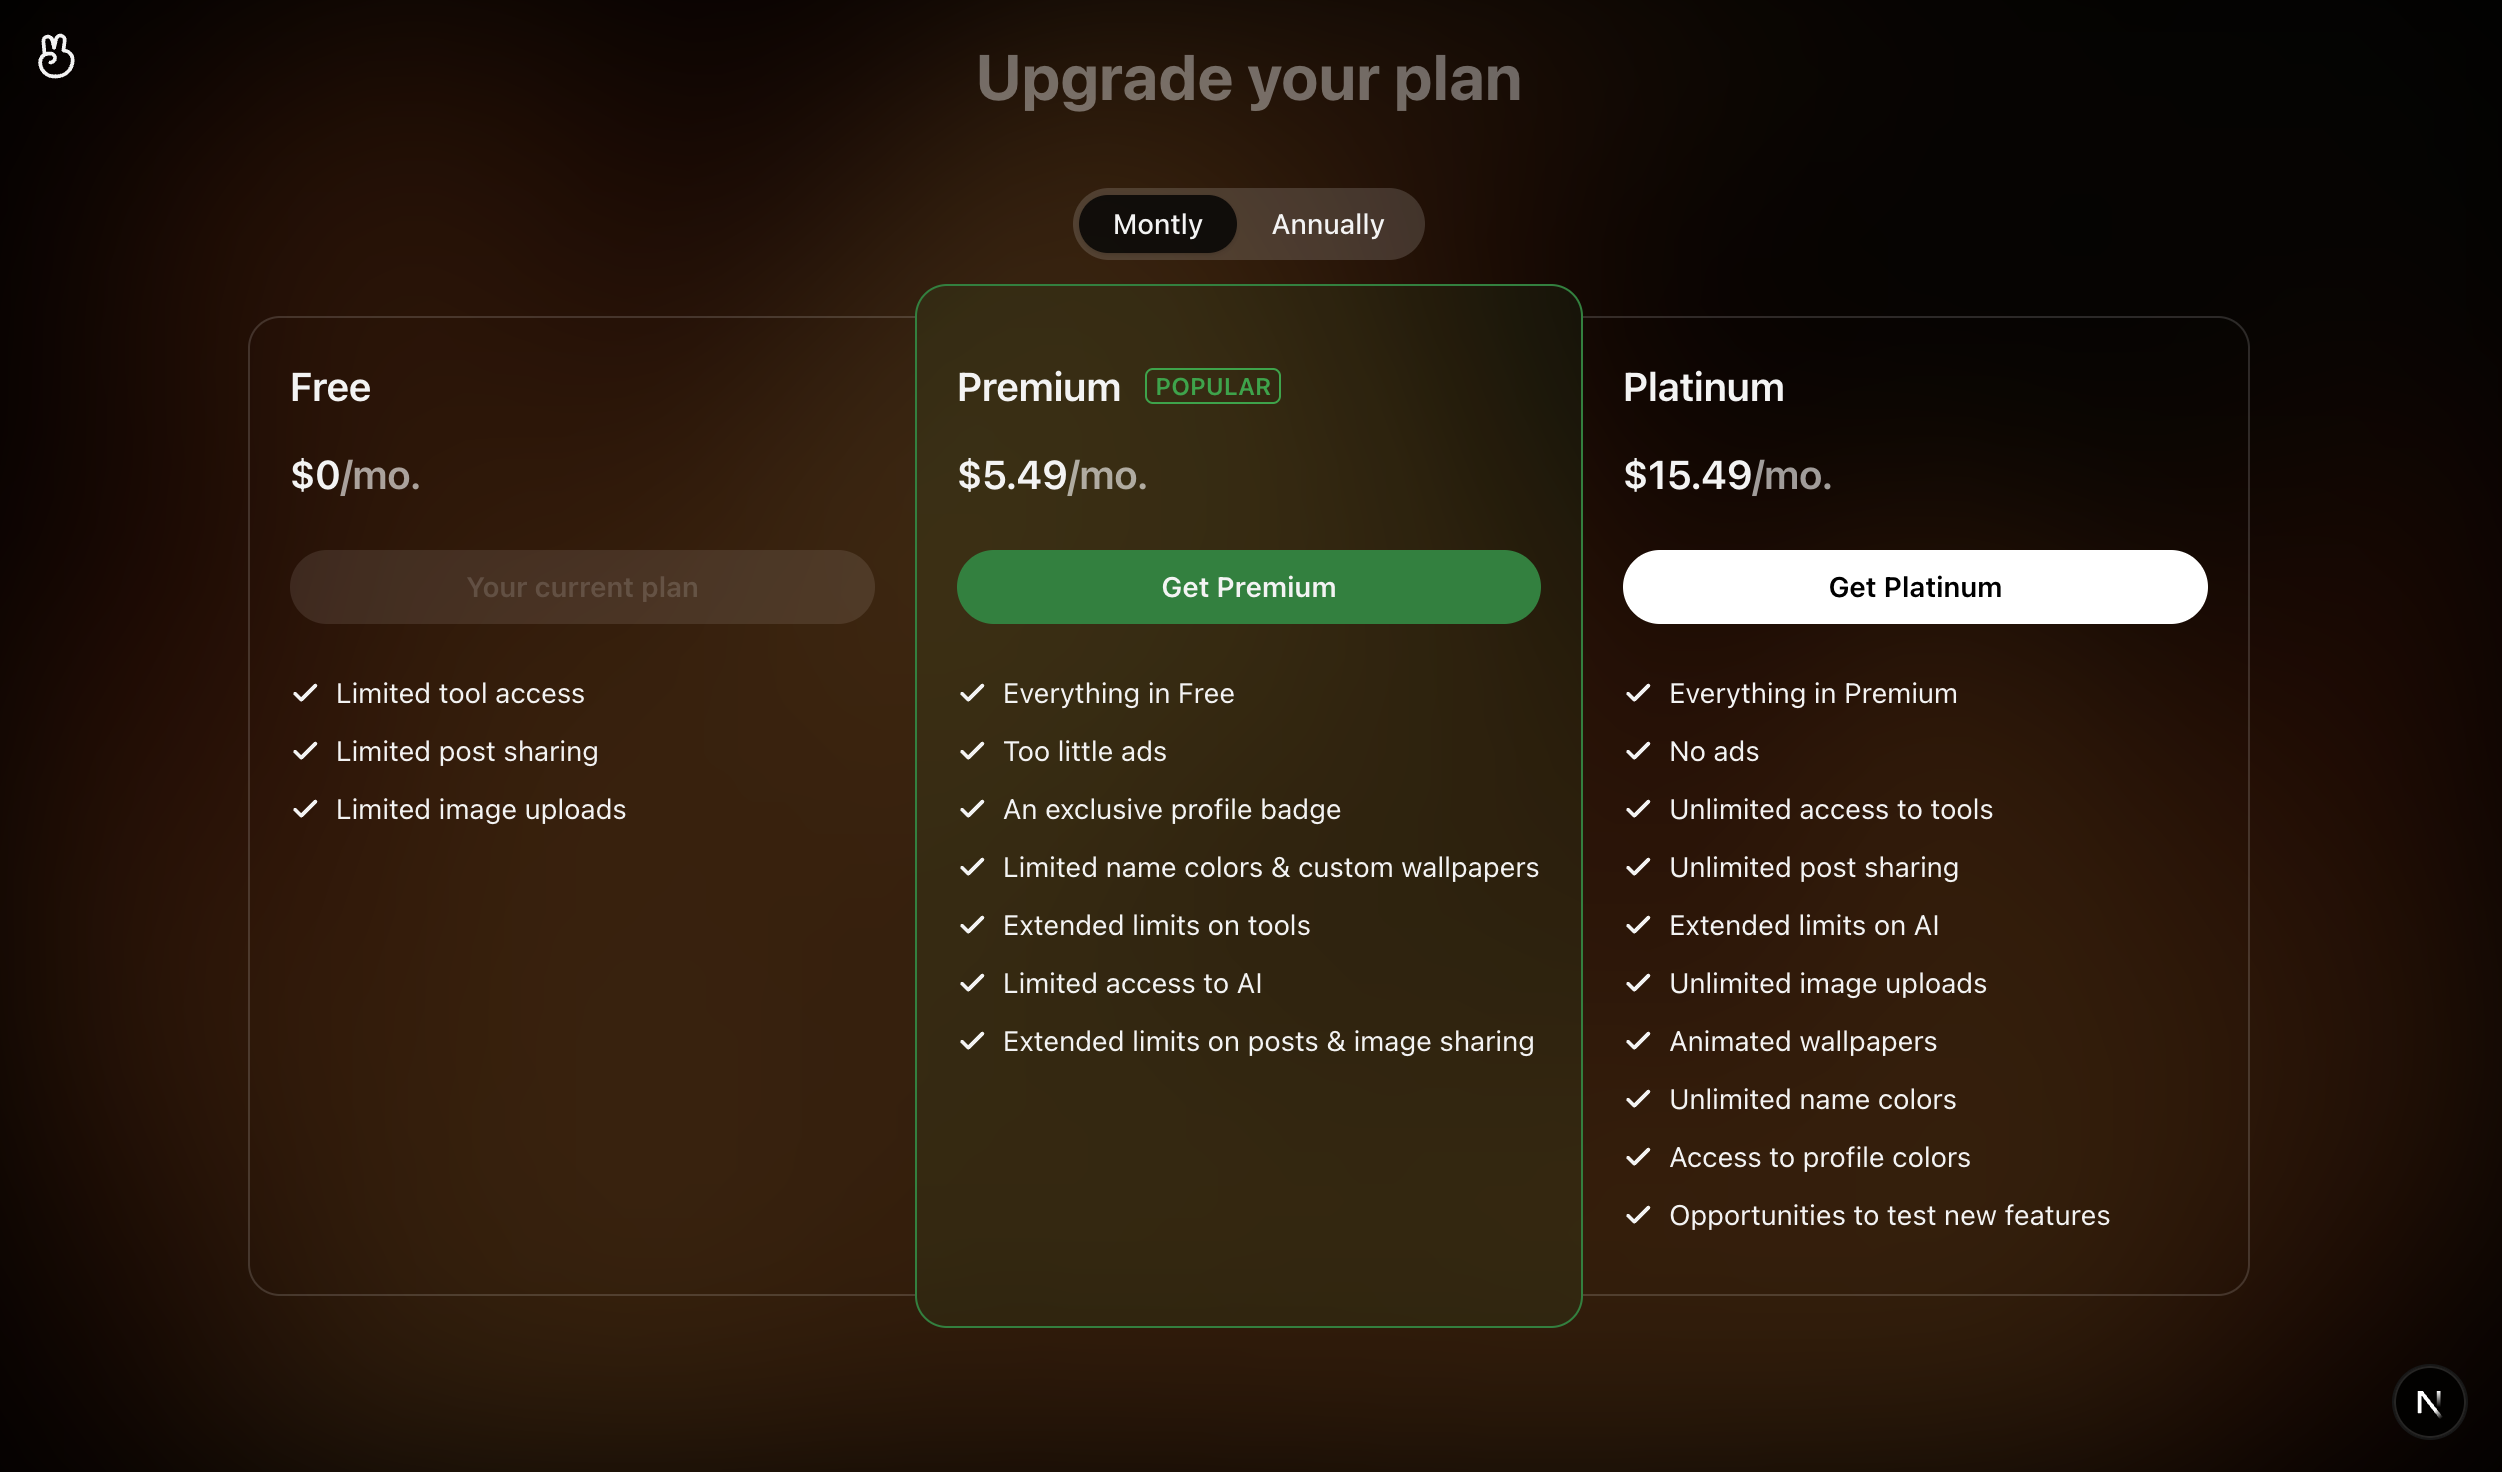 Upgrade your plan
Montly
Annually
Free
$0/mo.
Your current plan
Limited tool access
Limited post sharing
Limited image uploads
Premium
POPULAR
$5.49/mo.
Get Premium
Everything in Free
Too little ads
An exclusive profile badge
Limited name colors & custom wallpapers
Extended limits on tools
Limited access to AI
Extended limits on posts & image sharing
Platinum
$15.49/mo.
Get Platinum
Everything in Premium
No ads
Unlimited access to tools
Unlimited post sharing
Extended limits on AI
Unlimited image uploads
Animated wallpapers
Unlimited name colors
Access to profile colors
Opportunities to test new features
N